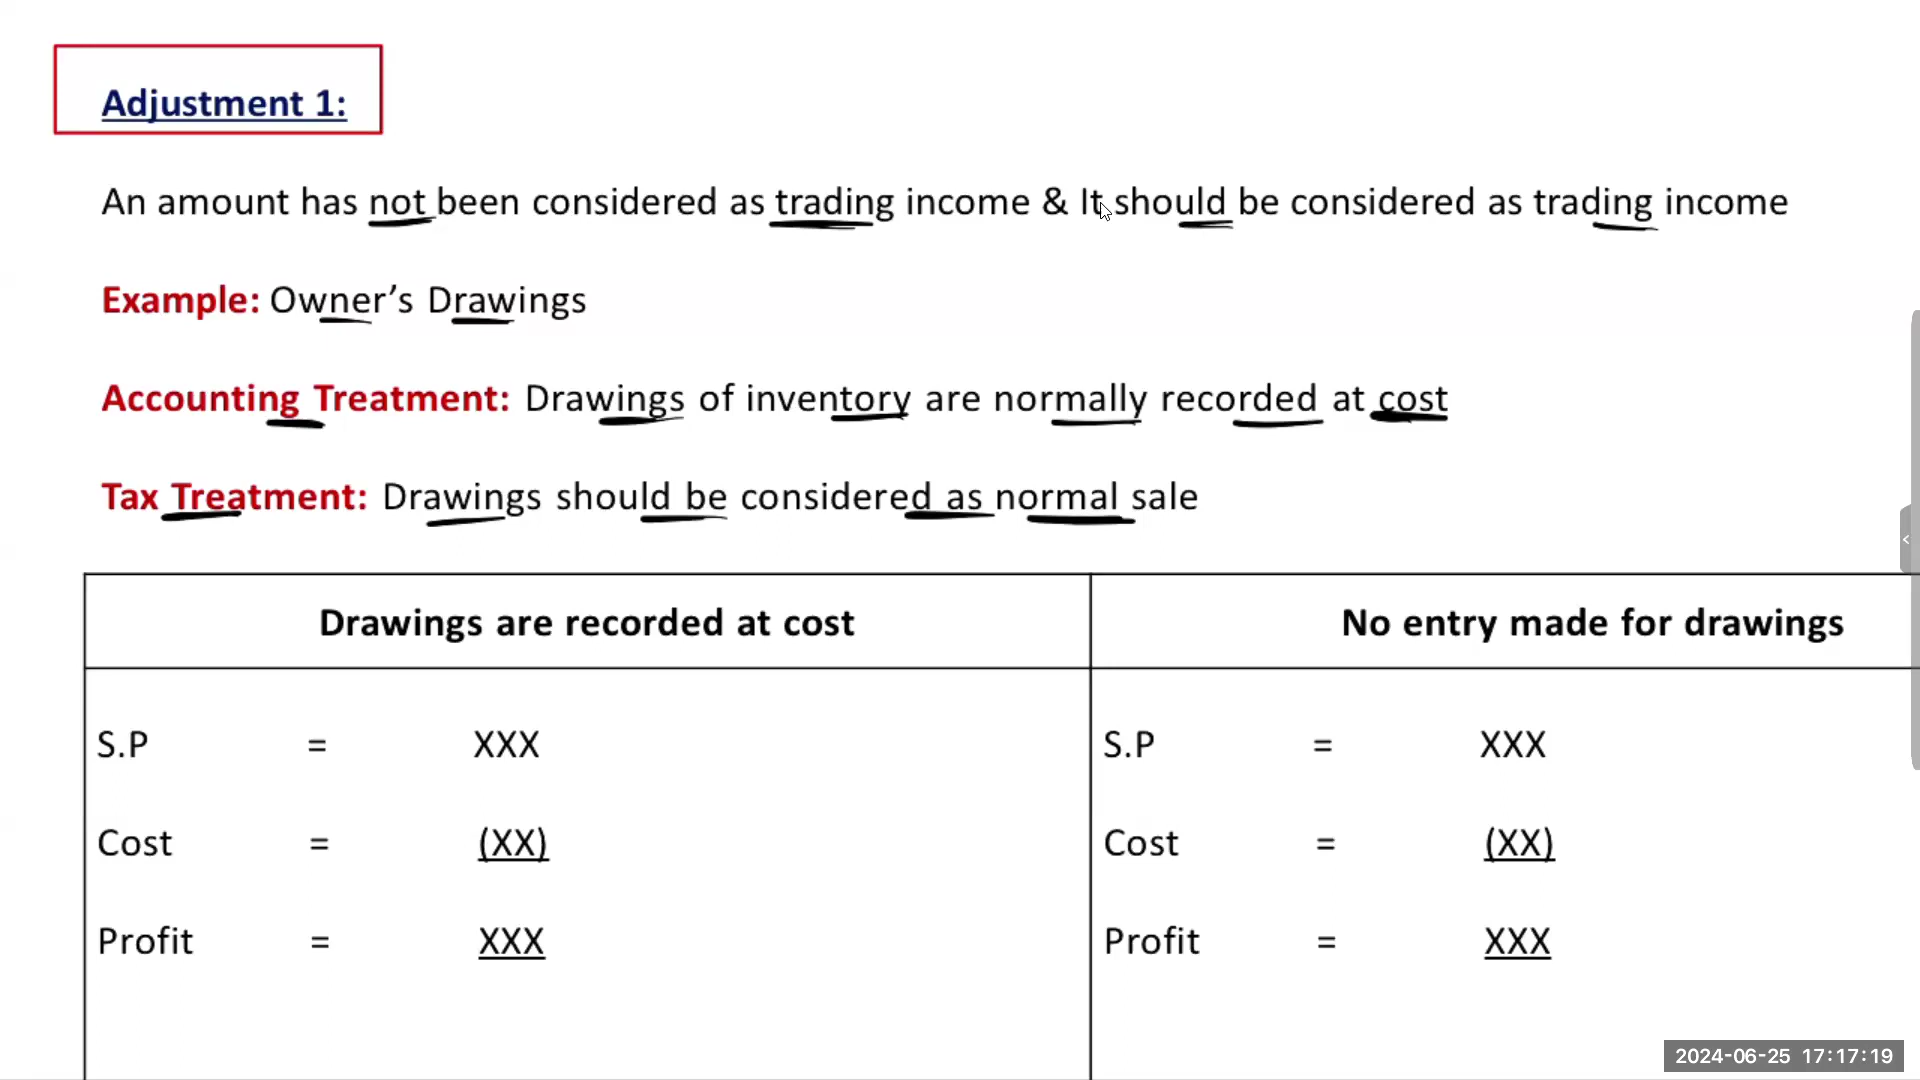 Adjustment 1:
An amount has not been considered as trading income & It should be considered as trading income
Example: Owner’s Drawings
Accounting Treatment: Drawings of inventory are normally recorded at cost
Tax Treatment: Drawings should be considered as normal sale
Drawings are recorded at cost
No entry made for drawings
S.P = XXX
Cost = (XX)
Profit = XXX
S.P = XXX
Cost = (XX)
Profit = XXX
2024-06-25 17:17:19